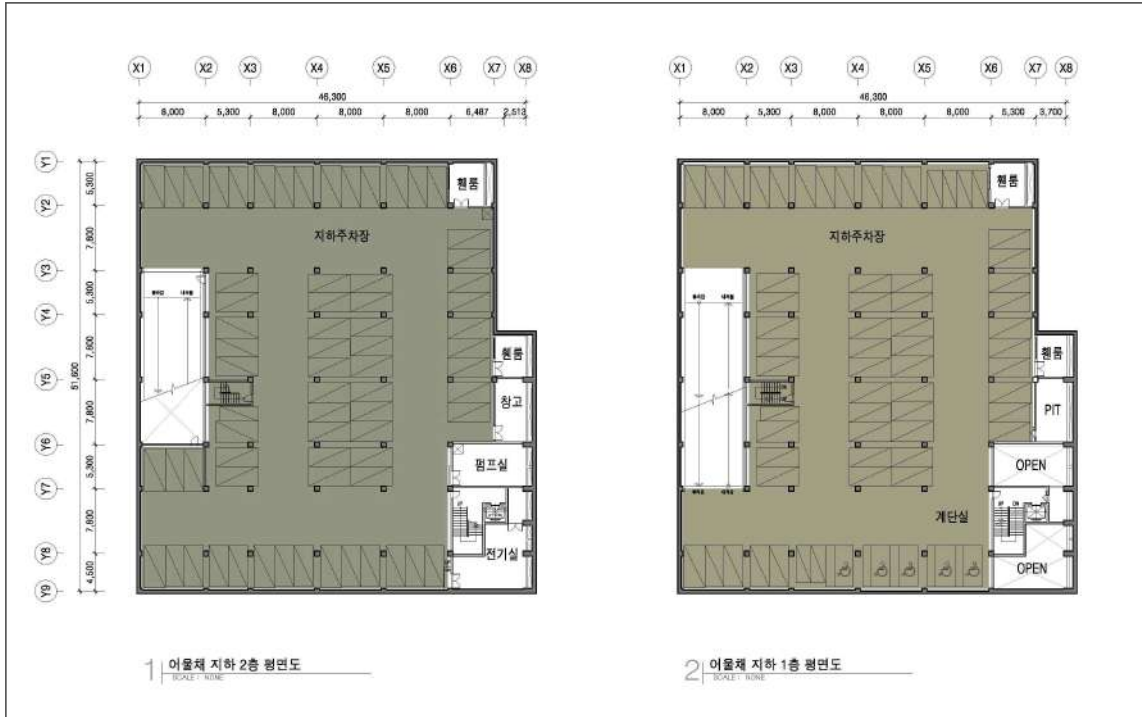 X1 X2 X3 X4 X5 X6 X7 X8
46,300
8,000 5,300 8,000 8,000 8,000 6,487 2,513
Y1
Y2
Y3
Y4
Y5
Y6
Y7
Y8
Y9
5,300
7,800
5,300
7,800
7,800
5,300
7,800
4,500
51,600
휀룸
지하주차장
휀룸
창고
펌프실
전기실
1 어울채 지하 2층 평면도
SCALE : NONE
X1 X2 X3 X4 X5 X6 X7 X8
46,300
8,000 5,300 8,000 8,000 8,000 5,300 3,700
휀룸
지하주차장
휀룸
PIT
OPEN
계단실
UP DN
OPEN
2 어울채 지하 1층 평면도
SCALE : NONE